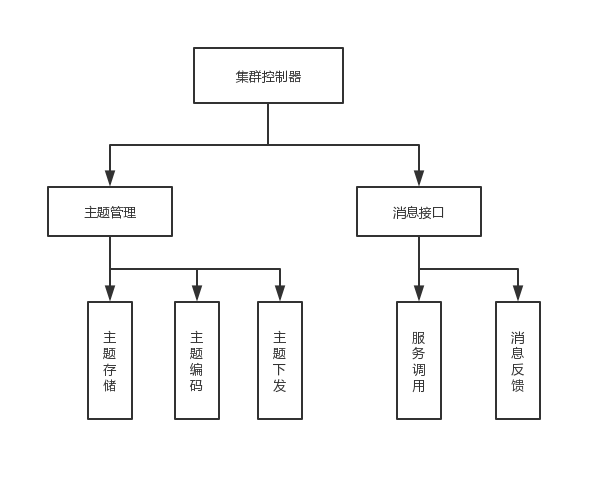 集群控制器
主题管理
消息接口
主题存储
主题编码
主题下发
服务调用
消息反馈